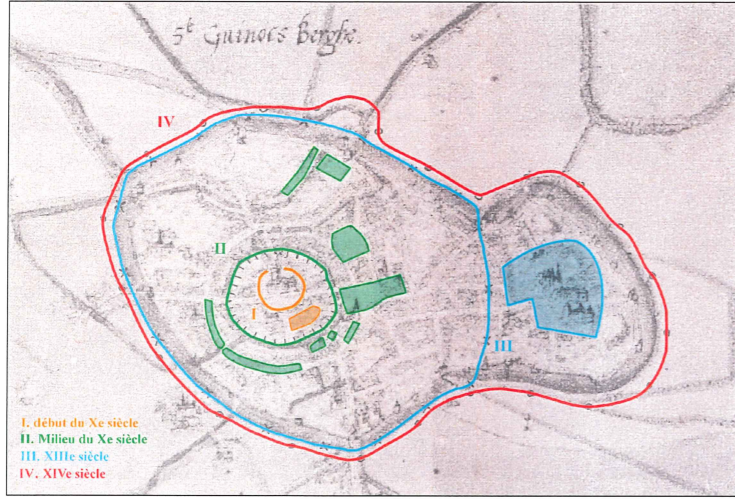 St Guinocs Berghe.
IV
II
I
III
I. début du Xe siècle
II. Milieu du Xe siècle
III. XIIIe siècle
IV. XIVe siècle